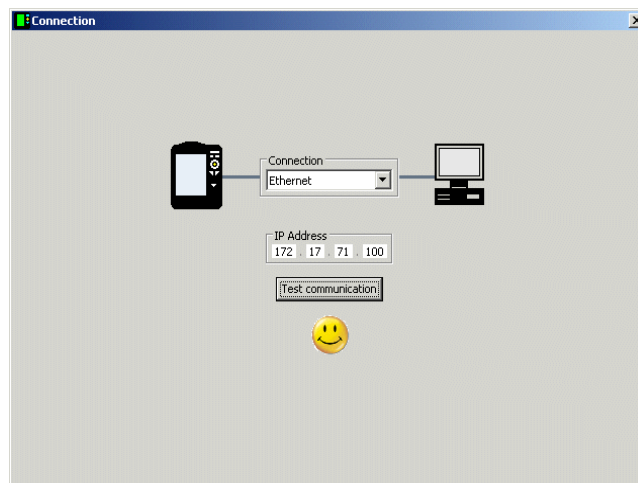 Connection
Connection
Ethernet
IP Address
172 . 17 . 71 . 100
Test communication